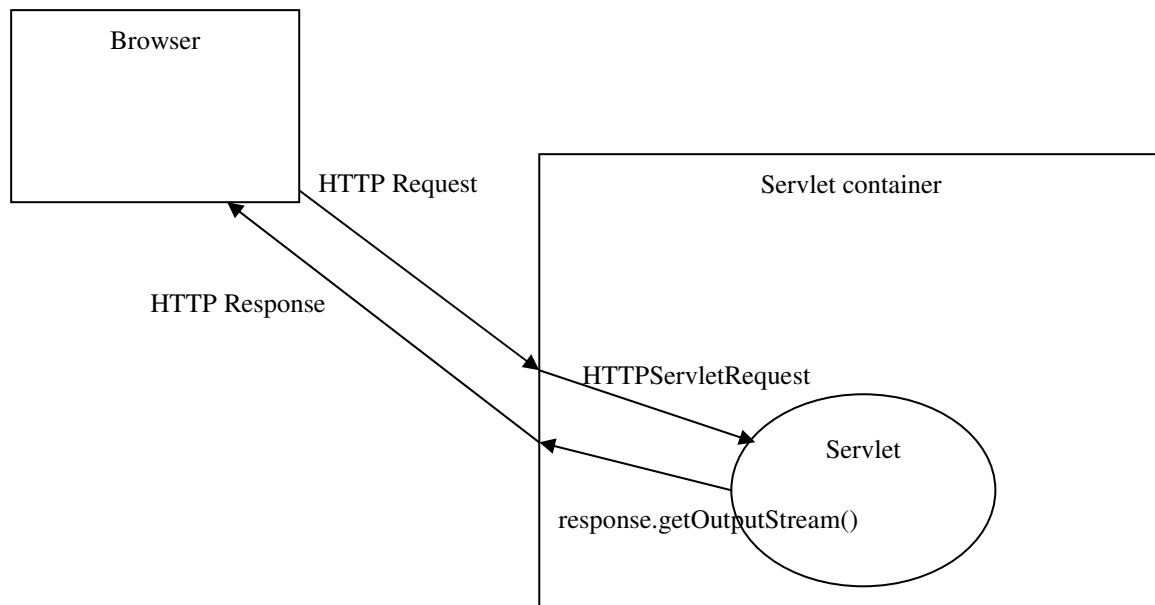 Browser
HTTP Request
Servlet container
HTTP Response
HTTPServletRequest
Servlet
response.getOutputStream()